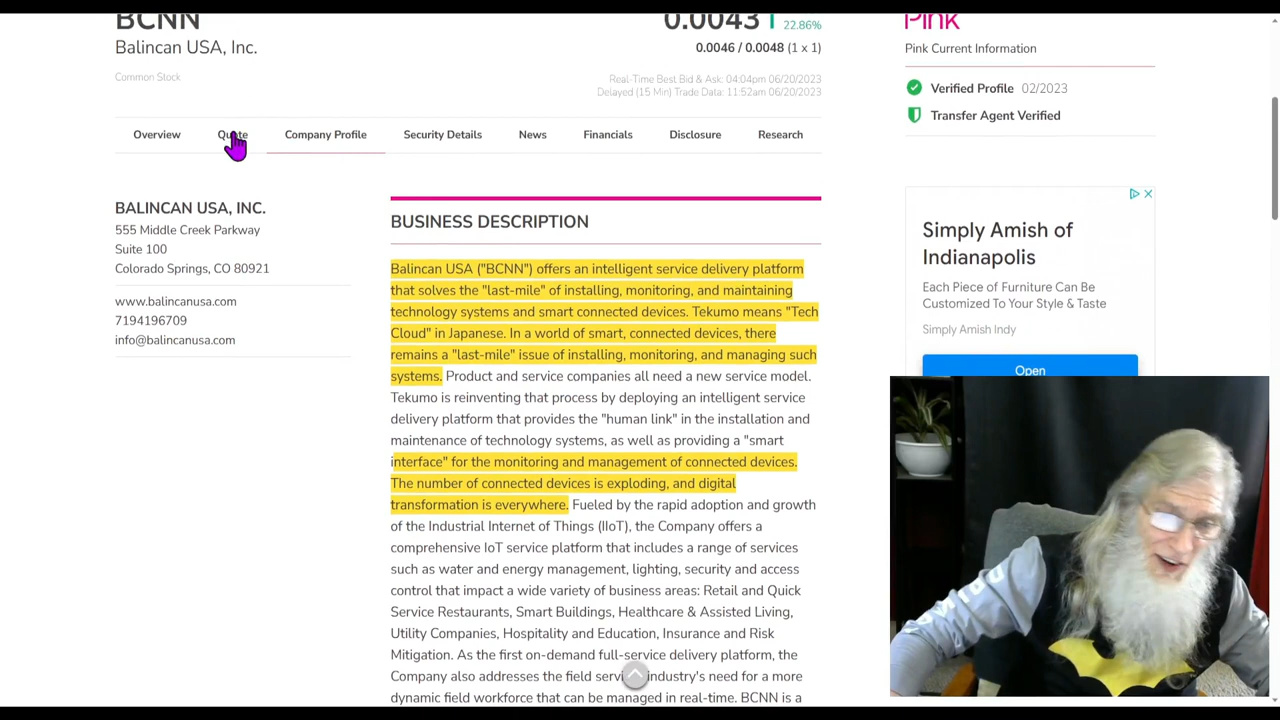 BCNN
0.0043 22.86%
Balincan USA, Inc.
0.0046 / 0.0048 (1 x 1)
Common Stock
Real-Time Best Bid & Ask: 04:04pm 06/20/2023
Delayed (15 Min) Trade Data: 11:52am 06/20/2023
Pink
Pink Current Information
Verified Profile 02/2023
Transfer Agent Verified
Overview Quote Company Profile Security Details News Financials Disclosure Research
BALINCAN USA, INC.
555 Middle Creek Parkway
Suite 100
Colorado Springs, CO 80921
www.balincanusa.com
7194196709
info@balincanusa.com
BUSINESS DESCRIPTION
Balincan USA ("BCNN") offers an intelligent service delivery platform
that solves the "last-mile" of installing, monitoring, and maintaining
technology systems and smart connected devices. Tekumo means "Tech
Cloud" in Japanese. In a world of smart, connected devices, there
remains a "last-mile" issue of installing, monitoring, and managing such
systems. Product and service companies all need a new service model.
Tekumo is reinventing that process by deploying an intelligent service
delivery platform that provides the "human link" in the installation and
maintenance of technology systems, as well as providing a "smart
interface" for the monitoring and management of connected devices.
The number of connected devices is exploding, and digital
transformation is everywhere. Fueled by the rapid adoption and growth
of the Industrial Internet of Things (IIoT), the Company offers a
comprehensive IoT service platform that includes a range of services
such as water and energy management, lighting, security and access
control that impact a wide variety of business areas: Retail and Quick
Service Restaurants, Smart Buildings, Healthcare & Assisted Living,
Utility Companies, Hospitality and Education, Insurance and Risk
Mitigation. As the first on-demand full-service delivery platform, the
Company also addresses the field service industry's need for a more
dynamic field workforce that can be managed in real-time. BCNN is a
Simply Amish of
Indianapolis
Each Piece of Furniture Can Be
Customized To Your Style & Taste
Simply Amish Indy
Open